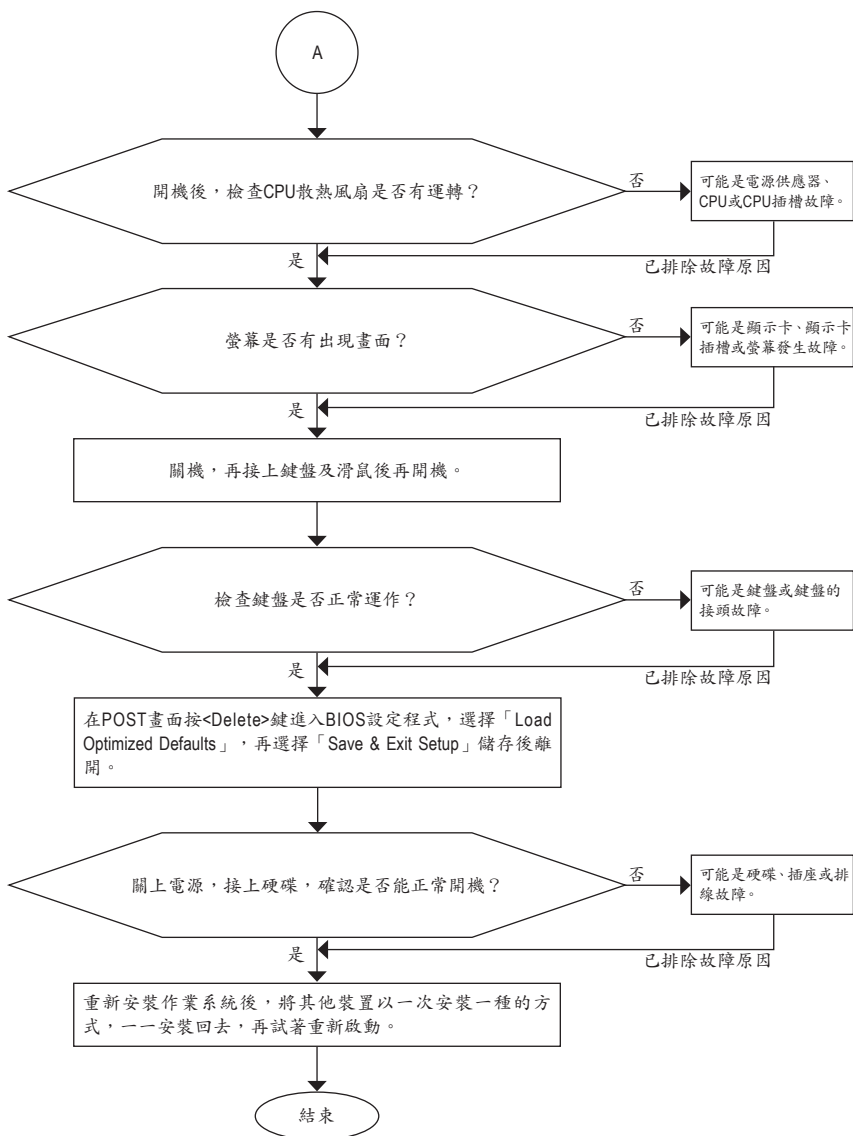 A
開機後，檢查CPU散熱風扇是否有運轉？
否
可能是電源供應器、
CPU或CPU插槽故障。
是
已排除故障原因
螢幕是否有出現畫面？
否
可能是顯示卡、顯示卡
插槽或螢幕發生故障。
是
已排除故障原因
關機，再接上鍵盤及滑鼠後再開機。
檢查鍵盤是否正常運作？
否
可能是鍵盤或鍵盤的
接頭故障。
是
已排除故障原因
在POST畫面按<Delete>鍵進入BIOS設定程式，選擇「Load
Optimized Defaults」，再選擇「Save & Exit Setup」儲存後離
開。
關上電源，接上硬碟，確認是否能正常開機？
否
可能是硬碟、插座或排
線故障。
是
已排除故障原因
重新安裝作業系統後，將其他裝置以一次安裝一種的方
式，一一安裝回去，再試著重新啟動。
結束